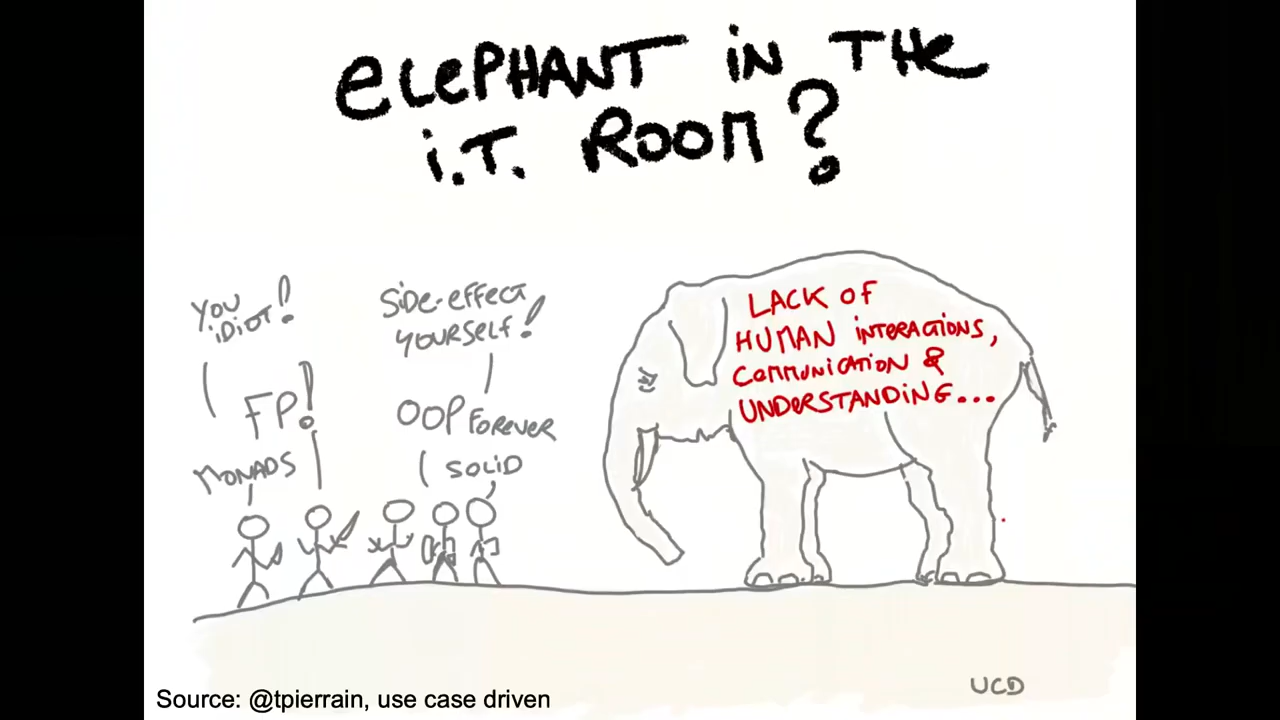 ELEPHANT IN THE
I.T. ROOM?
YOU
IDIOT!
SIDE-EFFECT
YOURSELF!
FP!
OOP FOREVER
MONADS
SOLID
LACK OF
HUMAN INTERACTIONS,
COMMUNICATION &
UNDERSTANDING...
UCD
Source: @tpierrain, use case driven